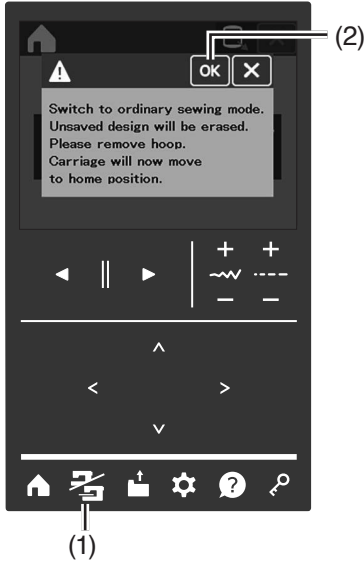 (2)
OK
Switch to ordinary sewing mode.
Unsaved design will be erased.
Please remove hoop.
Carriage will now move
to home position.
?
(1)